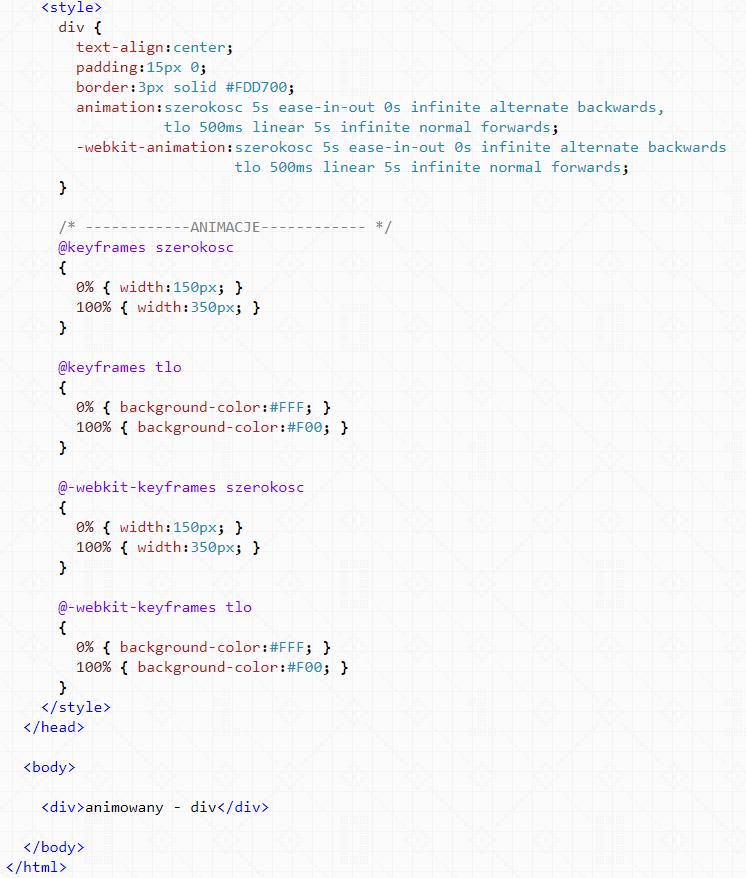 <style>
div {
text-align:center;
padding:15px 0;
border:3px solid #FDD700;
animation:szerokosc 5s ease-in-out 0s infinite alternate backwards,
tlo 500ms linear 5s infinite normal forwards;
-webkit-animation:szerokosc 5s ease-in-out 0s infinite alternate backwards
tlo 500ms linear 5s infinite normal forwards;
}
/* ------------ANIMACJE------------ */
@keyframes szerokosc
{
0% { width:150px; }
100% { width:350px; }
}
@keyframes tlo
{
0% { background-color:#FFF; }
100% { background-color:#F00; }
}
@-webkit-keyframes szerokosc
{
0% { width:150px; }
100% { width:350px; }
}
@-webkit-keyframes tlo
{
0% { background-color:#FFF; }
100% { background-color:#F00; }
}
</style>
</head>
<body>
<div>animowany - div</div>
</body>
</html>